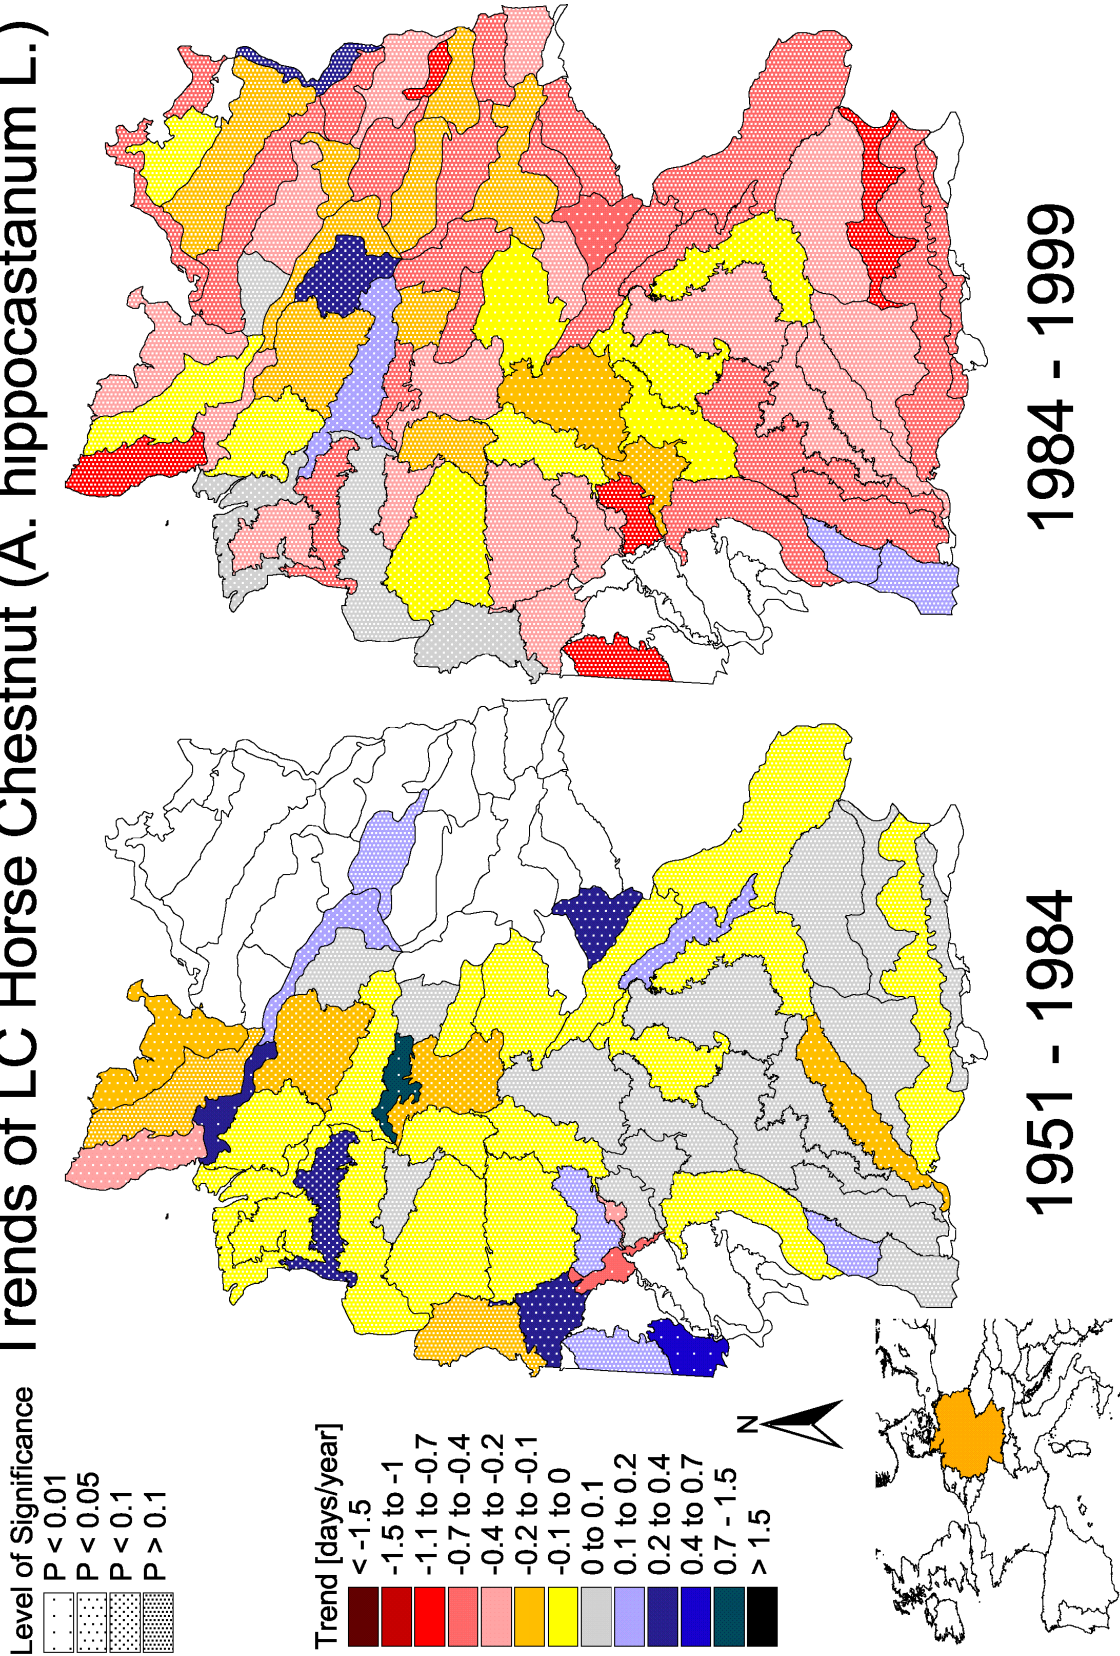 Trends of LC Horse Chestnut (A. hippocastanum L.)
Level of Significance
P < 0.01
P < 0.05
P < 0.1
P > 0.1
Trend [days/year]
< -1.5
-1.5 to -1
-1.1 to -0.7
-0.7 to -0.4
-0.4 to -0.2
-0.2 to -0.1
-0.1 to 0
0 to 0.1
0.1 to 0.2
0.2 to 0.4
0.4 to 0.7
0.7 - 1.5
> 1.5
N
1951 - 1984
1984 - 1999